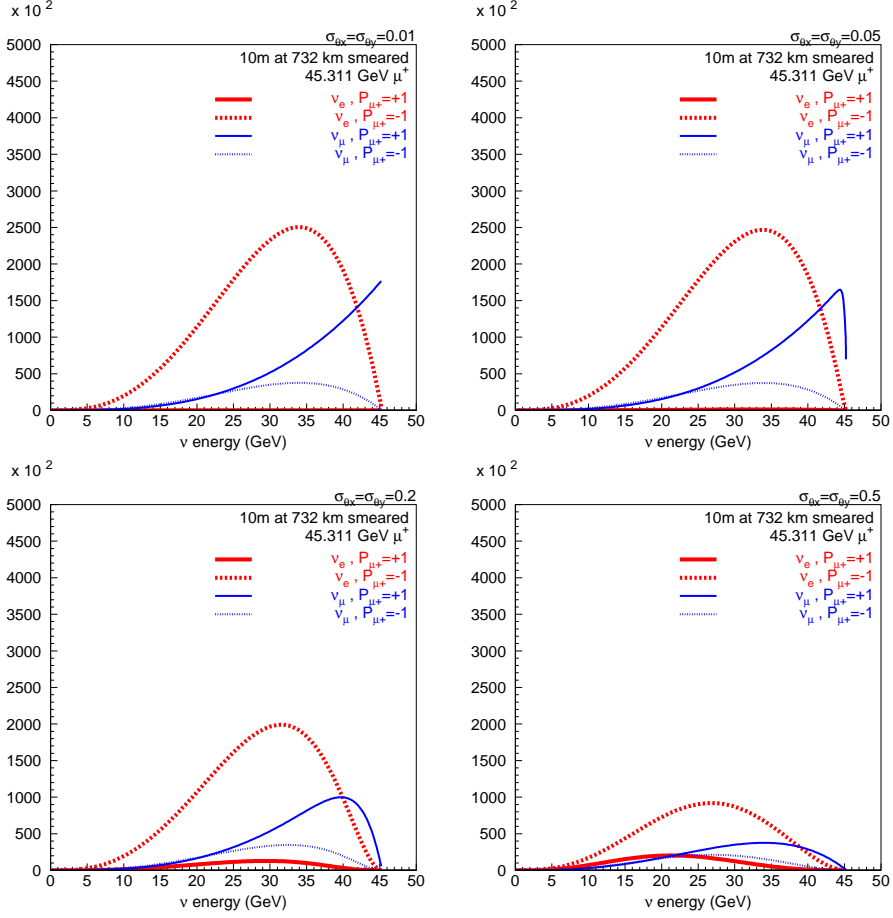 x 10 2
σθx=σθy=0.01
10m at 732 km smeared
45.311 GeV μ+
νe , Pμ+=+1
νe , Pμ+=-1
νμ , Pμ+=+1
νμ , Pμ+=-1
5000
4500
4000
3500
3000
2500
2000
1500
1000
500
0
0 5 10 15 20 25 30 35 40 45 50
ν energy (GeV)
x 10 2
σθx=σθy=0.05
10m at 732 km smeared
45.311 GeV μ+
νe , Pμ+=+1
νe , Pμ+=-1
νμ , Pμ+=+1
νμ , Pμ+=-1
5000
4500
4000
3500
3000
2500
2000
1500
1000
500
0
0 5 10 15 20 25 30 35 40 45 50
ν energy (GeV)
x 10 2
σθx=σθy=0.2
10m at 732 km smeared
45.311 GeV μ+
νe , Pμ+=+1
νe , Pμ+=-1
νμ , Pμ+=+1
νμ , Pμ+=-1
5000
4500
4000
3500
3000
2500
2000
1500
1000
500
0
0 5 10 15 20 25 30 35 40 45 50
ν energy (GeV)
x 10 2
σθx=σθy=0.5
10m at 732 km smeared
45.311 GeV μ+
νe , Pμ+=+1
νe , Pμ+=-1
νμ , Pμ+=+1
νμ , Pμ+=-1
5000
4500
4000
3500
3000
2500
2000
1500
1000
500
0
0 5 10 15 20 25 30 35 40 45 50
ν energy (GeV)